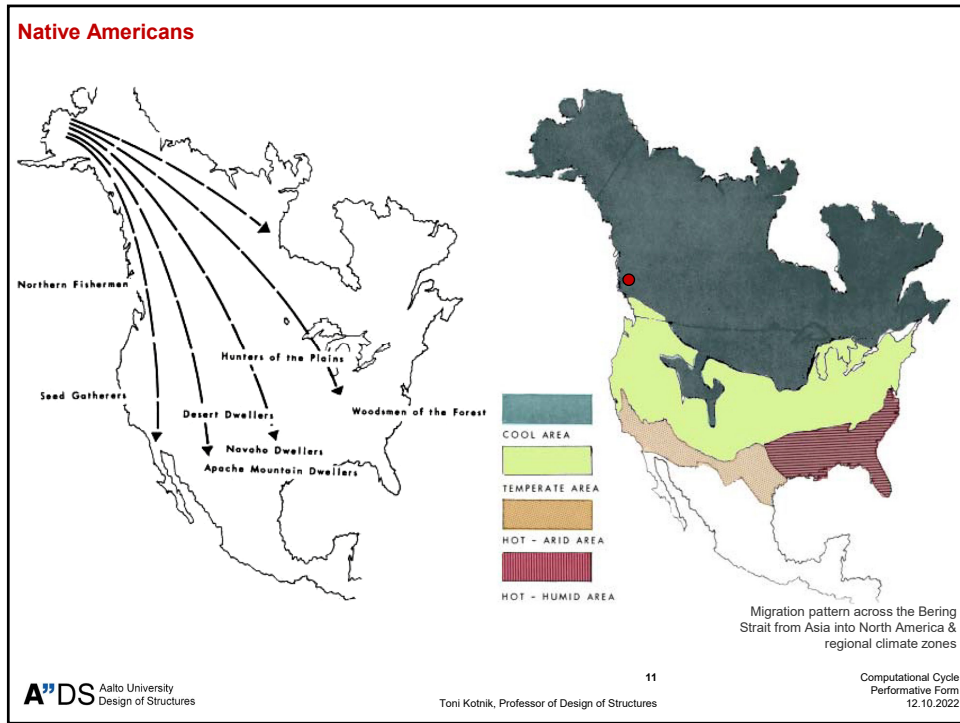 Native Americans
Northern Fishermen
Hunters of the Plains
Seed Gatherers
Desert Dwellers
Woodsmen of the Forest
Navaho Dwellers
Apache Mountain Dwellers
COOL AREA
TEMPERATE AREA
HOT - ARID AREA
HOT - HUMID AREA
Migration pattern across the Bering
Strait from Asia into North America &
regional climate zones
A”DS Aalto University
Design of Structures
11
Toni Kotnik, Professor of Design of Structures
Computational Cycle
Performative Form
12.10.2022